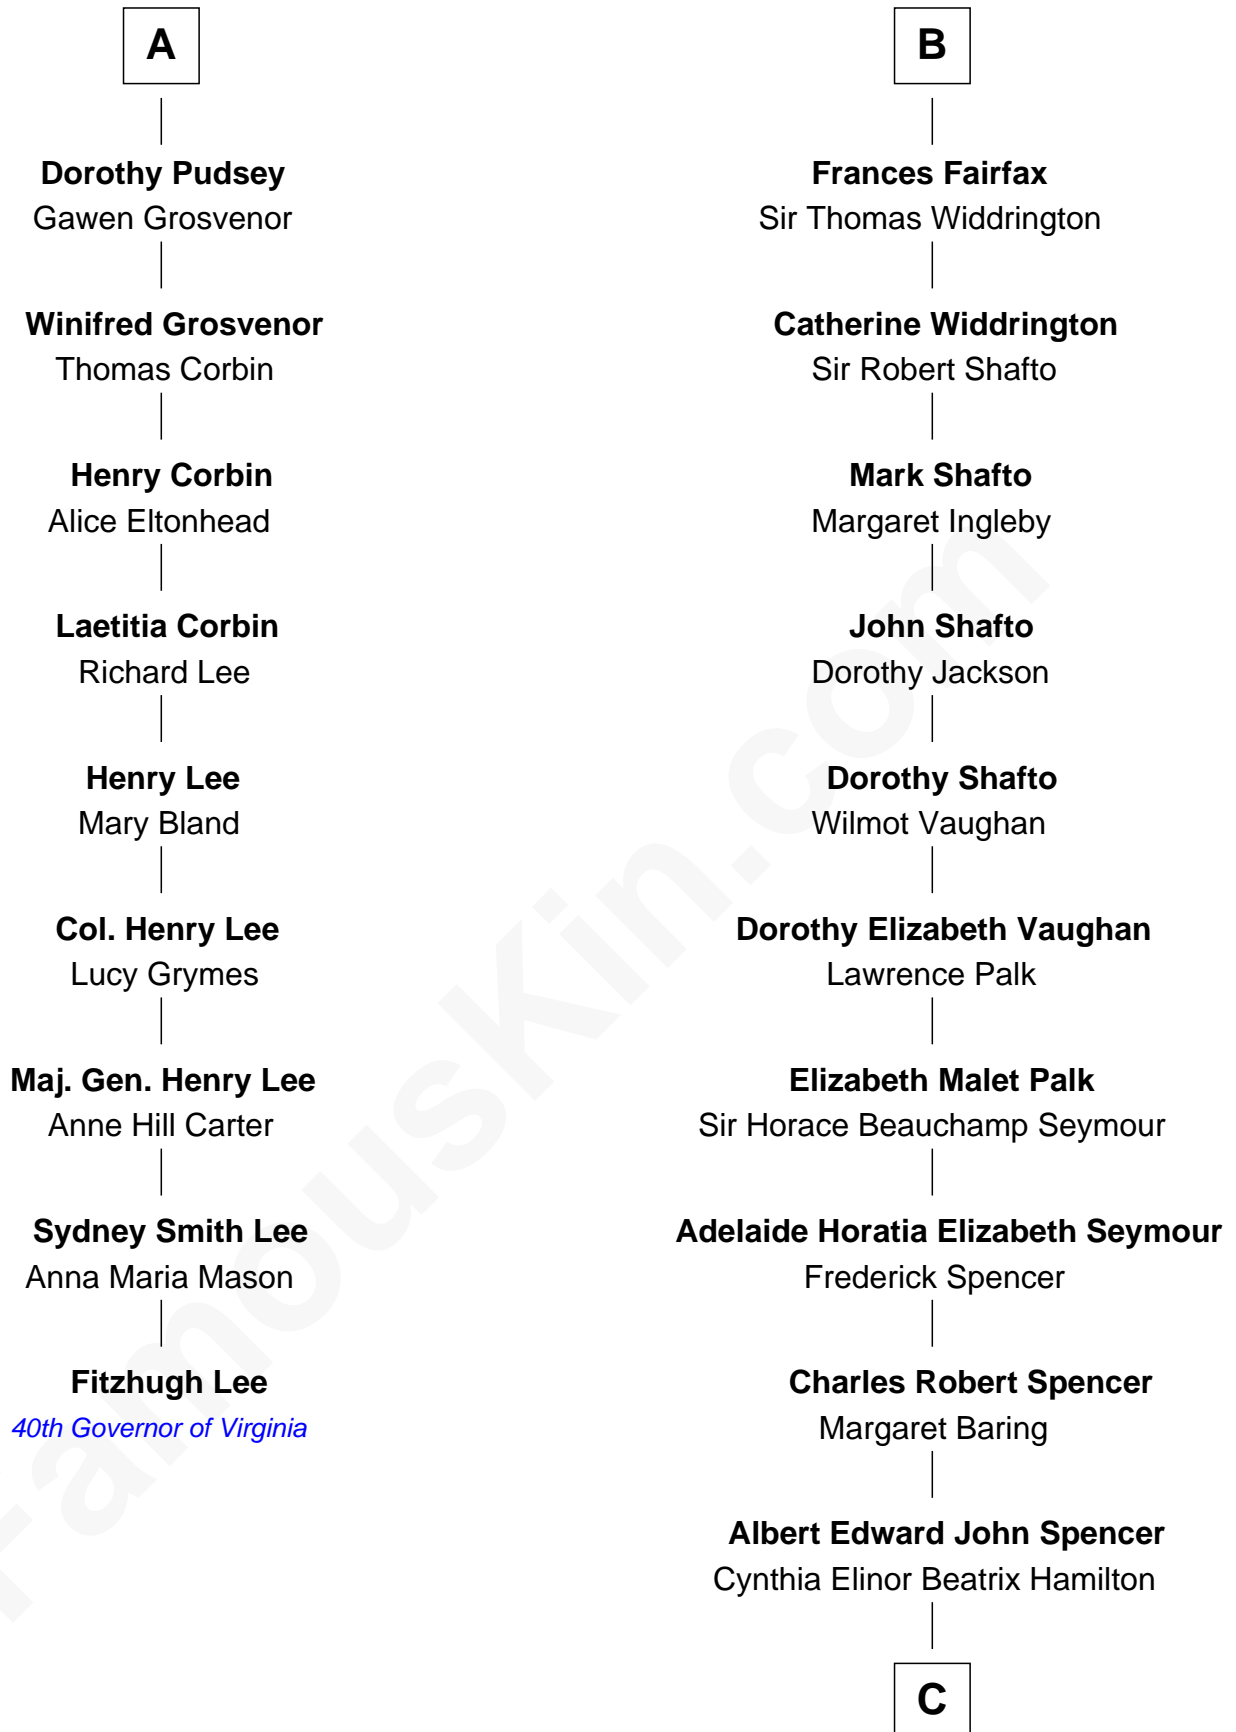 A
Dorothy Pudsey
Gawen Grosvenor
Winifred Grosvenor
Thomas Corbin
Henry Corbin
Alice Eltonhead
Laetitia Corbin
Richard Lee
Henry Lee
Mary Bland
Col. Henry Lee
Lucy Grymes
Maj. Gen. Henry Lee
Anne Hill Carter
Sydney Smith Lee
Anna Maria Mason
Fitzhugh Lee
40th Governor of Virginia
B
Frances Fairfax
Sir Thomas Widdrington
Catherine Widdrington
Sir Robert Shafto
Mark Shafto
Margaret Ingleby
John Shafto
Dorothy Jackson
Dorothy Shafto
Wilmot Vaughan
Dorothy Elizabeth Vaughan
Lawrence Palk
Elizabeth Malet Palk
Sir Horace Beauchamp Seymour
Adelaide Horatia Elizabeth Seymour
Frederick Spencer
Charles Robert Spencer
Margaret Baring
Albert Edward John Spencer
Cynthia Elinor Beatrix Hamilton
C
FamousKin.com